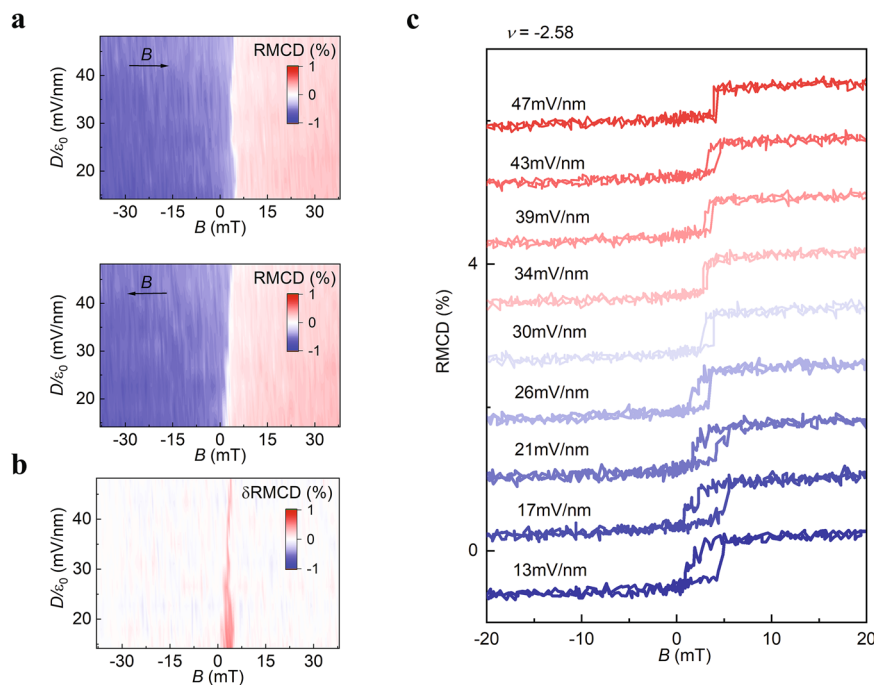 a
RMCD (%)
B
1
0
-1
D/ε0 (mV/nm)
40
30
20
-30
-15
0
15
30
B (mT)
RMCD (%)
B
1
0
-1
D/ε0 (mV/nm)
40
30
20
-30
-15
0
15
30
B (mT)
b
δRMCD (%)
1
0
-1
D/ε0 (mV/nm)
40
30
20
-30
-15
0
15
30
B (mT)
c
ν = -2.58
47mV/nm
43mV/nm
39mV/nm
34mV/nm
30mV/nm
26mV/nm
21mV/nm
17mV/nm
13mV/nm
RMCD (%)
4
0
-20
-10
0
10
20
B (mT)